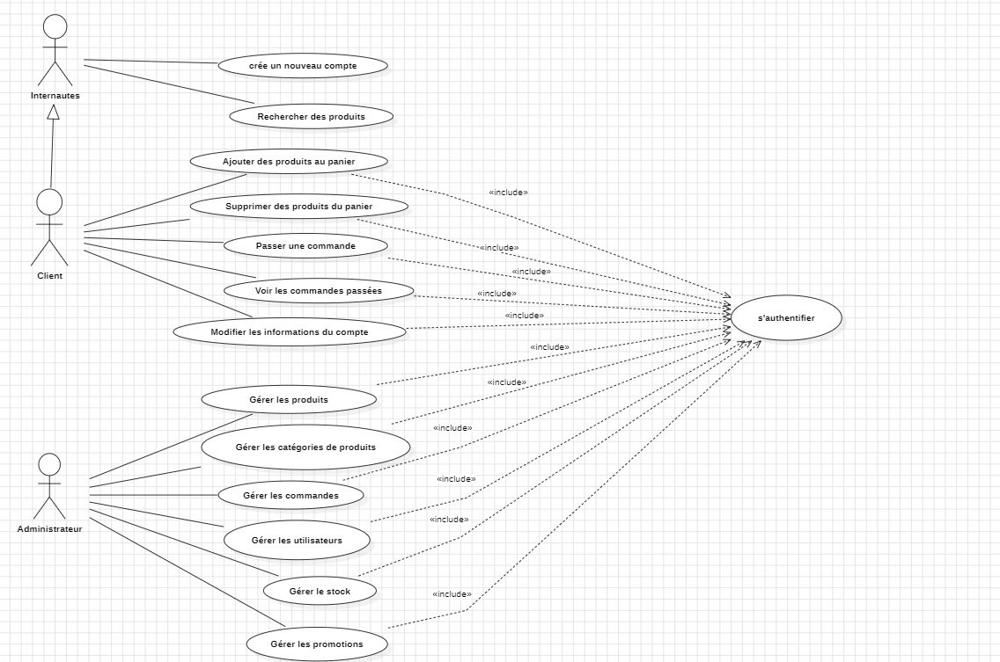 Internautes
crée un nouveau compte
Rechercher des produits
Ajouter des produits au panier
«include»
Supprimer des produits du panier
«include»
Passer une commande
«include»
Client
Voir les commandes passées
«include»
«include»
s'authentifier
Modifier les informations du compte
«include»
«include»
Gérer les produits
«include»
Gérer les catégories de produits
«include»
Gérer les commandes
«include»
Administrateur
Gérer les utilisateurs
Gérer le stock
«include»
Gérer les promotions